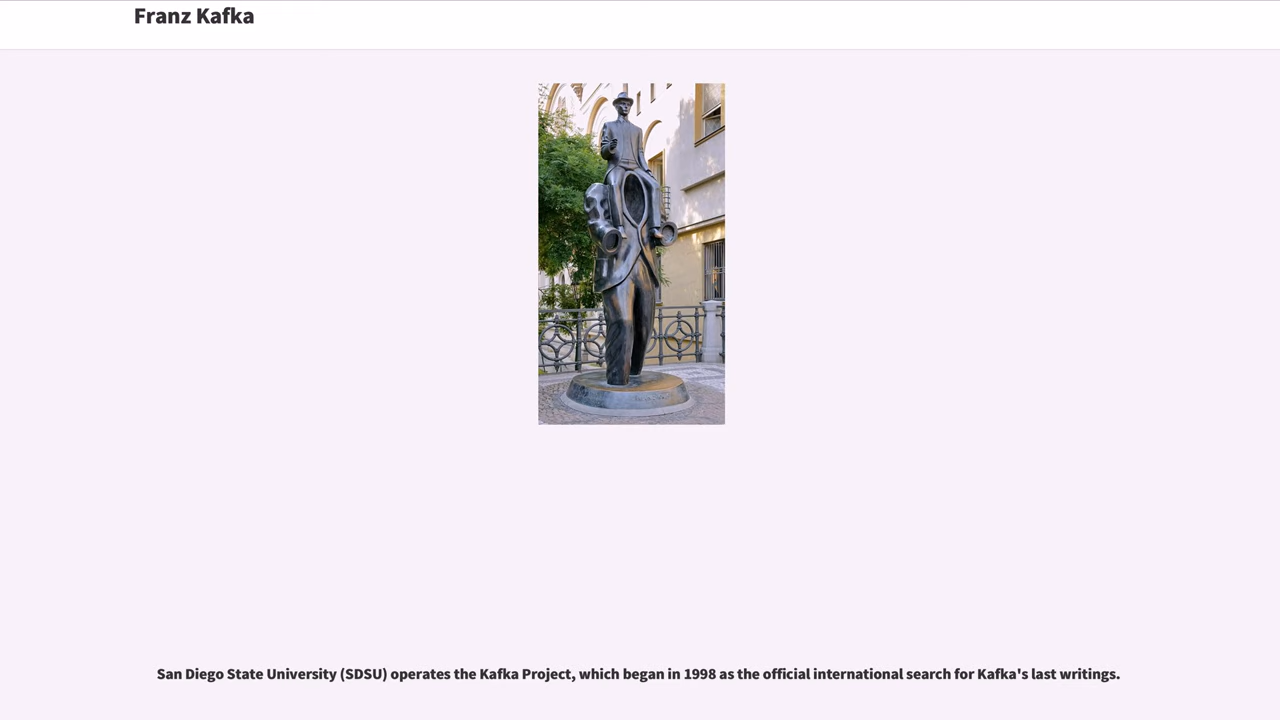 Franz Kafka
San Diego State University (SDSU) operates the Kafka Project, which began in 1998 as the official international search for Kafka's last writings.